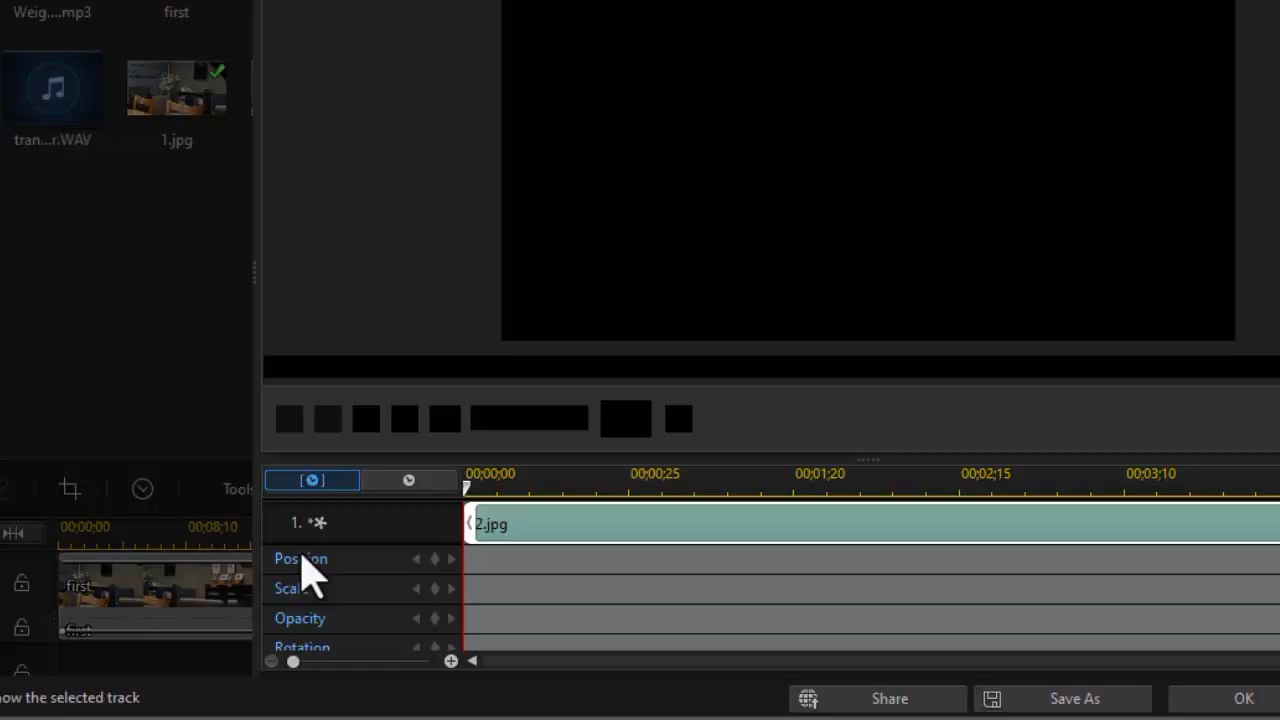 Weig....mp3
first
tran...r.WAV
1.jpg
Tools
00;00;00
00;08;10
first
first
00;00;00
00;00;25
00;01;20
00;02;15
00;03;10
1.
2.jpg
Position
Scale
Opacity
Rotation
how the selected track
Share
Save As
OK